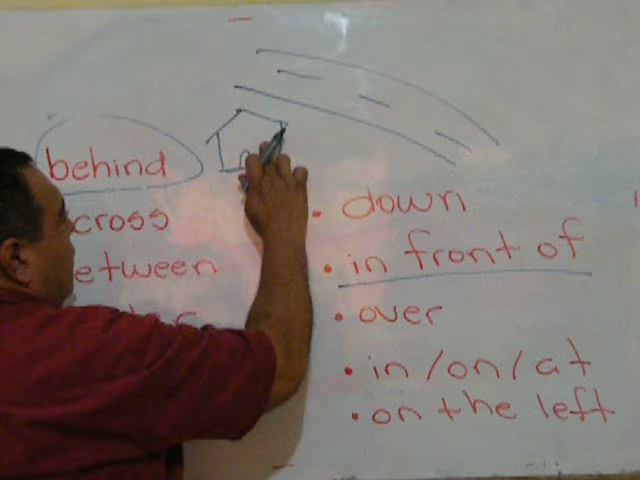 behind
cross
etween
• down
• in front of
• over
• in/on/at
• on the left